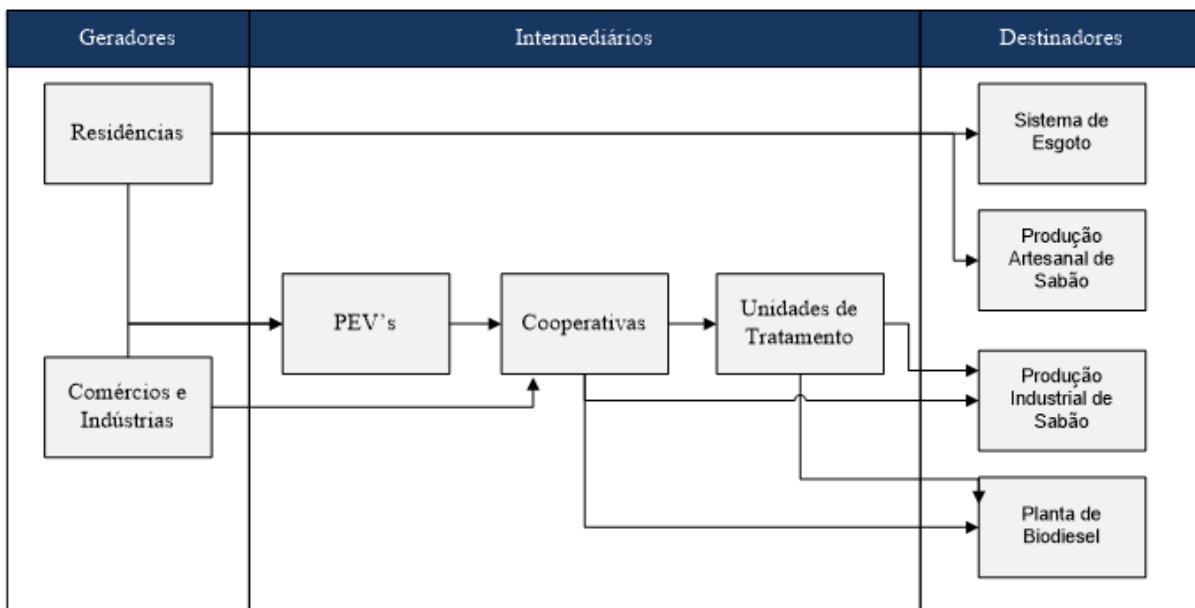 Geradores
Intermediários
Destinadores
Residências
Sistema de
Esgoto
Produção
Artesanal de
Sabão
PEV`s
Cooperativas
Unidades de
Tratamento
Comércios e
Indústrias
Produção
Industrial de
Sabão
Planta de
Biodiesel